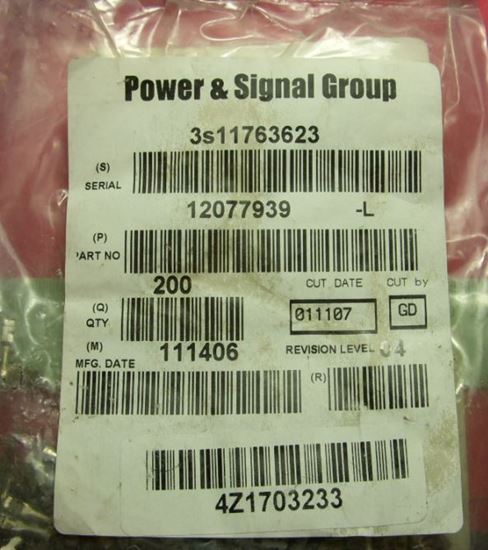 Power & Signal Group
3s11763623
(S)
SERIAL
12077939 -L
(P)
PART NO
200 CUT DATE CUT by
(Q)
QTY 011107 GD
(M) 111406 REVISION LEVEL 04
MFG. DATE
(R)
4Z1703233